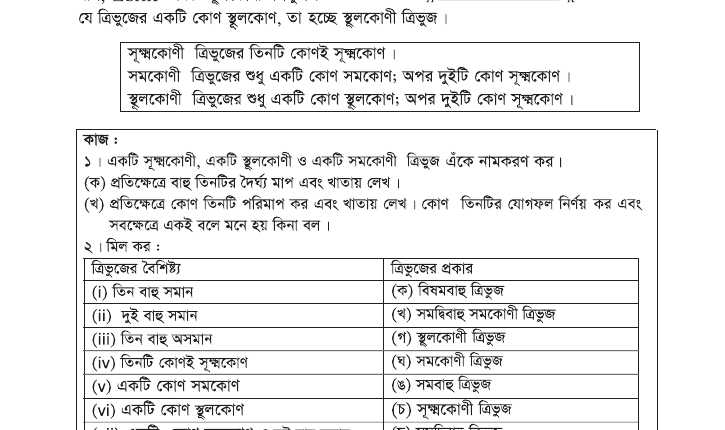 যে ত্রিভুজের একটি কোণ স্থূলকোণ, তা হচ্ছে স্থূলকোণী ত্রিভুজ ।
সূক্ষ্মকোণী ত্রিভুজের তিনটি কোণই সূক্ষ্মকোণ ।
সমকোণী ত্রিভুজের শুধু একটি কোণ সমকোণ; অপর দুইটি কোণ সূক্ষ্মকোণ ।
স্থূলকোণী ত্রিভুজের শুধু একটি কোণ স্থূলকোণ; অপর দুইটি কোণ সূক্ষ্মকোণ ।
কাজ :
১ । একটি সূক্ষ্মকোণী, একটি স্থূলকোণী ও একটি সমকোণী ত্রিভুজ এঁকে নামকরণ কর ।
(ক) প্রতিক্ষেত্রে বাহু তিনটির দৈর্ঘ্য মাপ এবং খাতায় লেখ ।
(খ) প্রতিক্ষেত্রে কোণ তিনটি পরিমাপ কর এবং খাতায় লেখ । কোণ তিনটির যোগফল নির্ণয় কর এবং
সবক্ষেত্রে একই বলে মনে হয় কিনা বল ।
২ । মিল কর :
ত্রিভুজের বৈশিষ্ট্য ত্রিভুজের প্রকার
(i) তিন বাহু সমান (ক) বিষমবাহু ত্রিভুজ
(ii) দুই বাহু সমান (খ) সমদ্বিবাহু সমকোণী ত্রিভুজ
(iii) তিন বাহু অসমান (গ) স্থূলকোণী ত্রিভুজ
(iv) তিনটি কোণই সূক্ষ্মকোণ (ঘ) সমকোণী ত্রিভুজ
(v) একটি কোণ সমকোণ (ঙ) সমবাহু ত্রিভুজ
(vi) একটি কোণ স্থূলকোণ (চ) সূক্ষ্মকোণী ত্রিভুজ